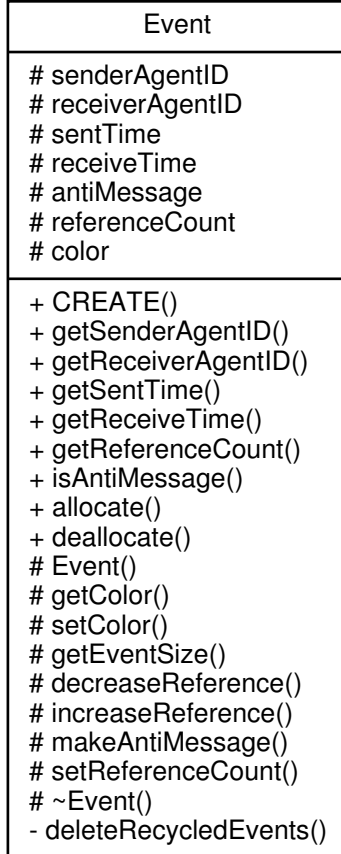 Event
# senderAgentID
# receiverAgentID
# sentTime
# receiveTime
# antiMessage
# referenceCount
# color
+ CREATE()
+ getSenderAgentID()
+ getReceiverAgentID()
+ getSentTime()
+ getReceiveTime()
+ getReferenceCount()
+ isAntiMessage()
+ allocate()
+ deallocate()
# Event()
# getColor()
# setColor()
# getEventSize()
# decreaseReference()
# increaseReference()
# makeAntiMessage()
# setReferenceCount()
# ~Event()
- deleteRecycledEvents()